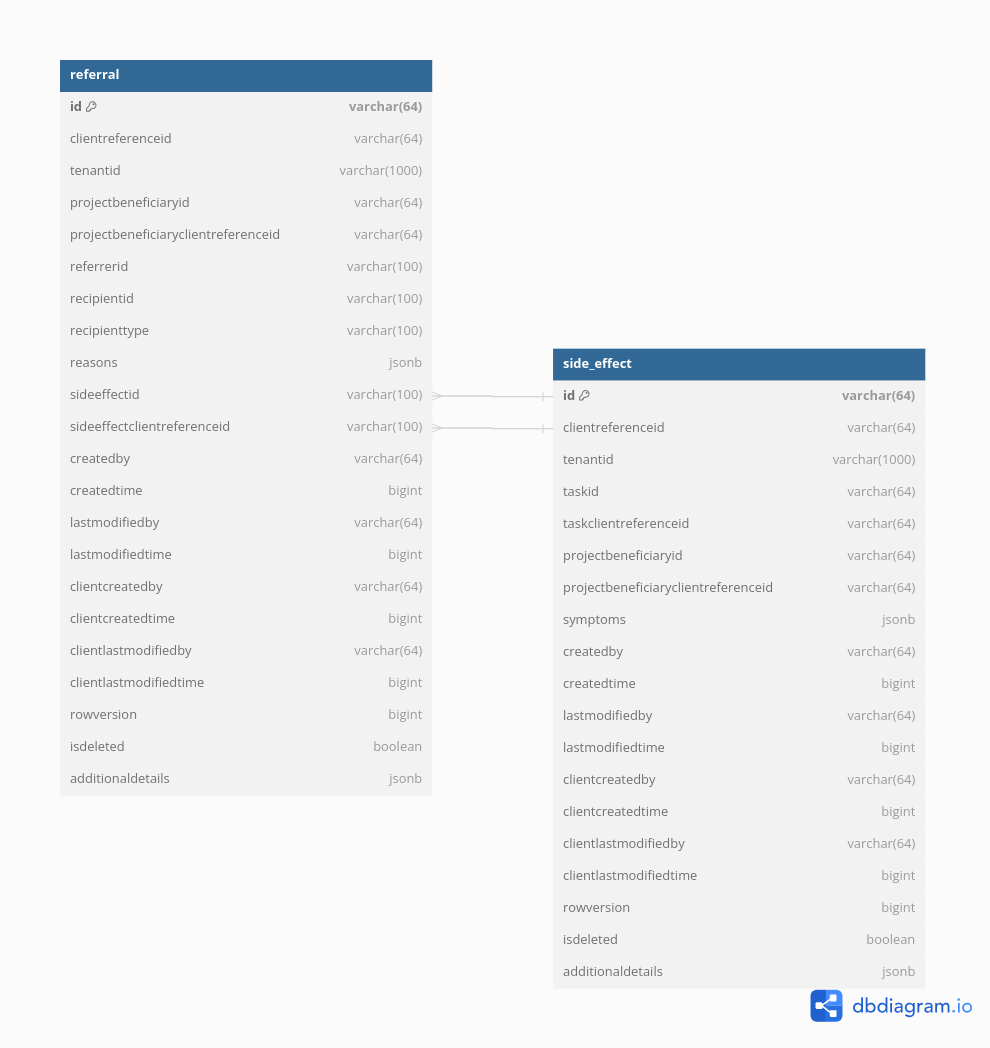 referral
id varchar(64)
clientreferenceid varchar(64)
tenantid varchar(1000)
projectbeneficiaryid varchar(64)
projectbeneficiaryclientreferenceid varchar(64)
referrerid varchar(100)
recipientid varchar(100)
recipienttype varchar(100)
reasons jsonb
sideeffectid varchar(100)
sideeffectclientreferenceid varchar(100)
createdby varchar(64)
createdtime bigint
lastmodifiedby varchar(64)
lastmodifiedtime bigint
clientcreatedby varchar(64)
clientcreatedtime bigint
clientlastmodifiedby varchar(64)
clientlastmodifiedtime bigint
rowversion bigint
isdeleted boolean
additionaldetails jsonb
side_effect
id varchar(64)
clientreferenceid varchar(64)
tenantid varchar(1000)
taskid varchar(64)
taskclientreferenceid varchar(64)
projectbeneficiaryid varchar(64)
projectbeneficiaryclientreferenceid varchar(64)
symptoms jsonb
createdby varchar(64)
createdtime bigint
lastmodifiedby varchar(64)
lastmodifiedtime bigint
clientcreatedby varchar(64)
clientcreatedtime bigint
clientlastmodifiedby varchar(64)
clientlastmodifiedtime bigint
rowversion bigint
isdeleted boolean
additionaldetails jsonb
dbdiagram.io